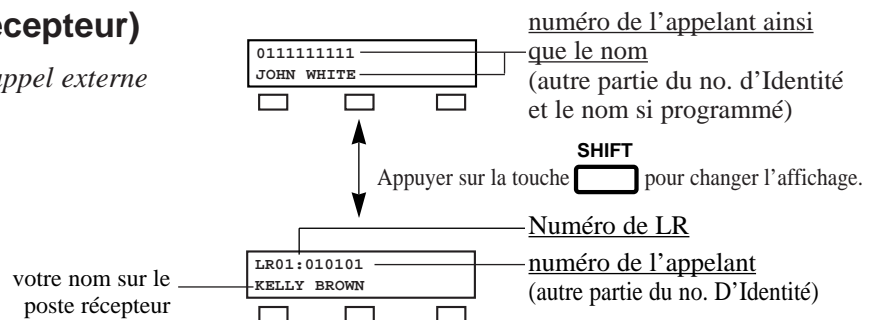 écepteur)
appel externe
0111111111
JOHN WHITE
numéro de l’appelant ainsi
que le nom
(autre partie du no. d’Identité
et le nom si programmé)
SHIFT
Appuyer sur la touche pour changer l’affichage.
Numéro de LR
LR01:010101
KELLY BROWN
numéro de l’appelant
(autre partie du no. D’Identité)
votre nom sur le
poste récepteur